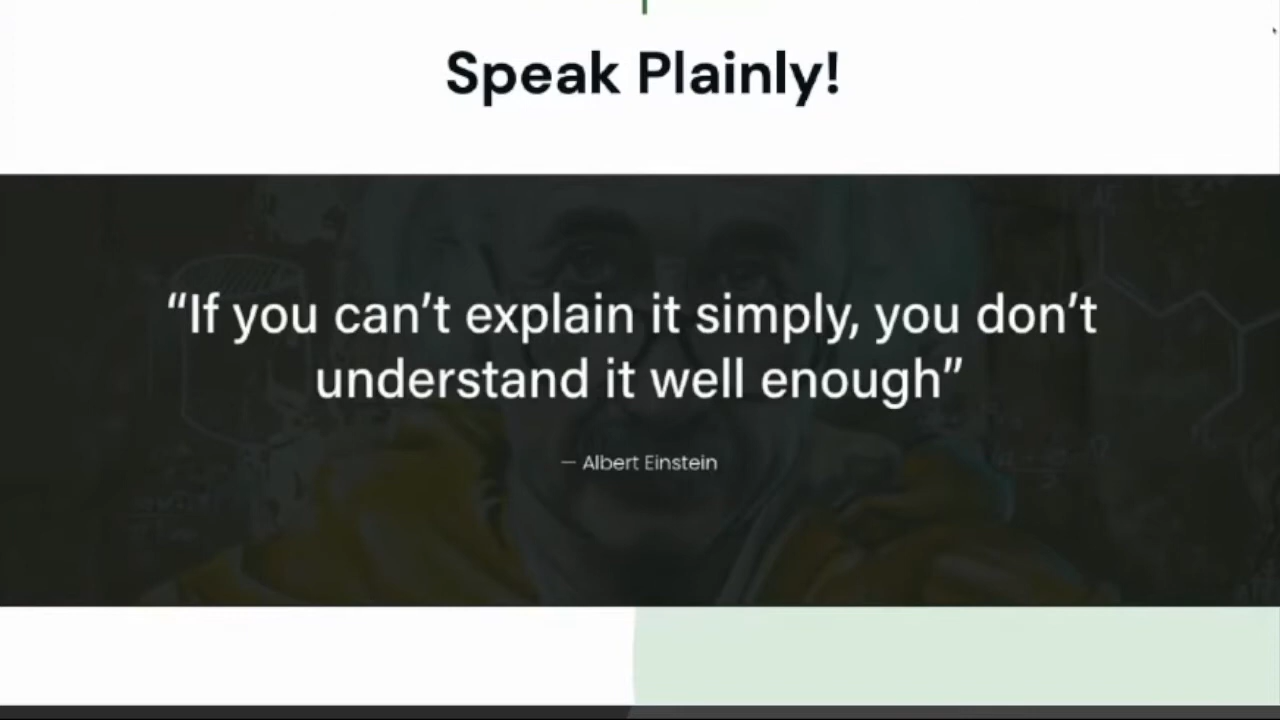 Speak Plainly!
“If you can’t explain it simply, you don’t
understand it well enough”
— Albert Einstein